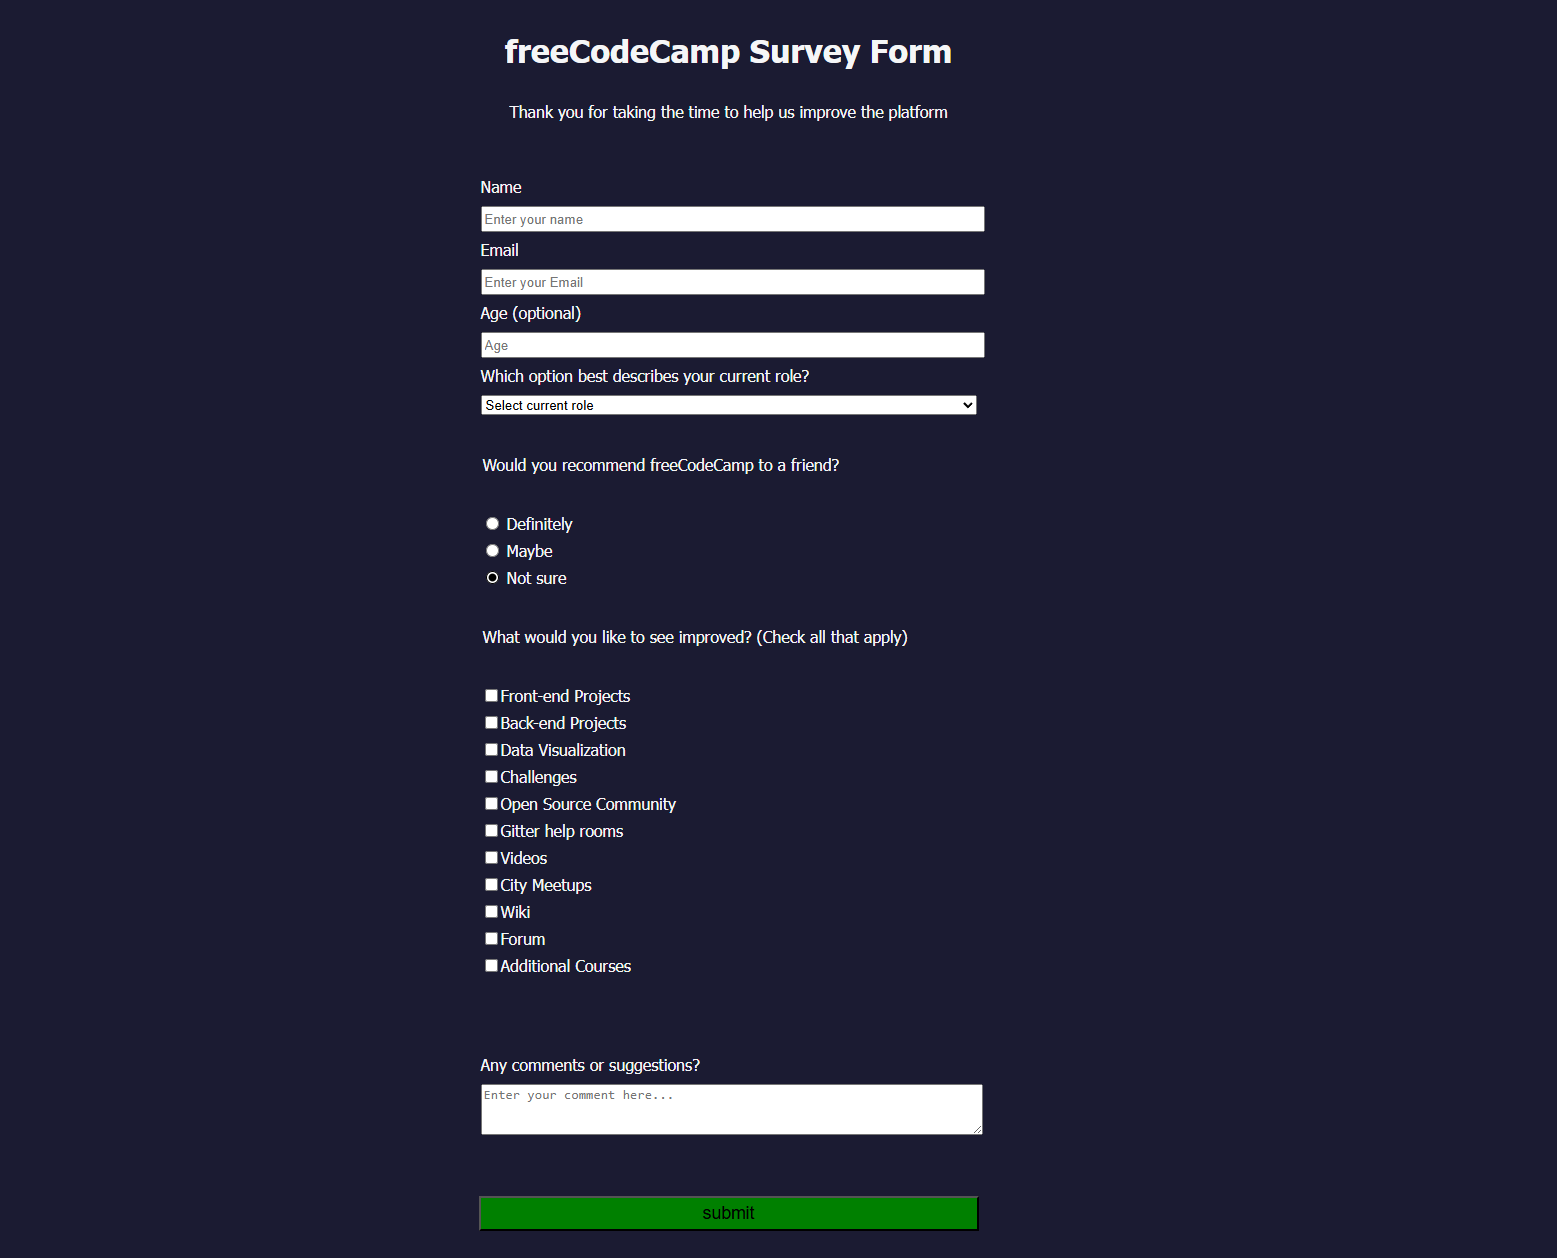 freeCodeCamp Survey Form
Thank you for taking the time to help us improve the platform
Name
Enter your name
Email
Enter your Email
Age (optional)
Age
Which option best describes your current role?
Select current role
Would you recommend freeCodeCamp to a friend?
Definitely
Maybe
Not sure
What would you like to see improved? (Check all that apply)
Front-end Projects
Back-end Projects
Data Visualization
Challenges
Open Source Community
Gitter help rooms
Videos
City Meetups
Wiki
Forum
Additional Courses
Any comments or suggestions?
Enter your comment here...
submit